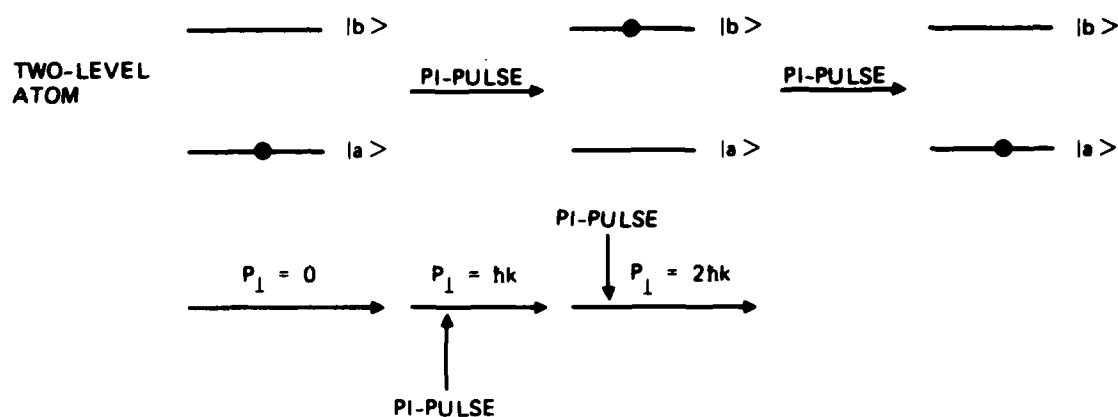 |b>
|b>
|b>
TWO-LEVEL
ATOM
PI-PULSE
PI-PULSE
|a>
|a>
|a>
PI-PULSE
P⊥ = 0
P⊥ = ħk
P⊥ = 2ħk
PI-PULSE